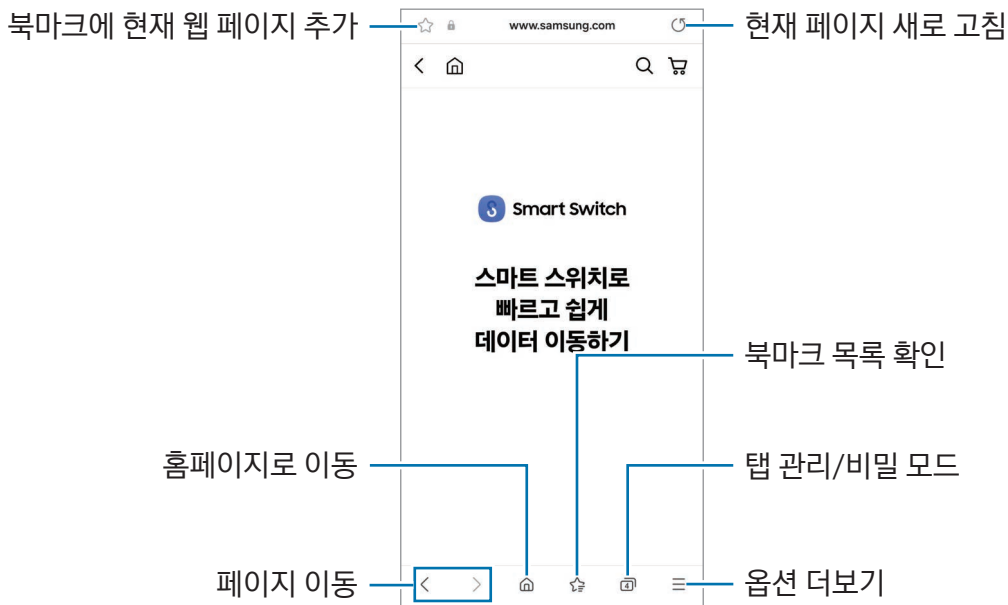 북마크에 현재 웹 페이지 추가
www.samsung.com
현재 페이지 새로 고침
Smart Switch
스마트 스위치로
빠르고 쉽게
데이터 이동하기
북마크 목록 확인
홈페이지로 이동
탭 관리/비밀 모드
페이지 이동
4
옵션 더보기